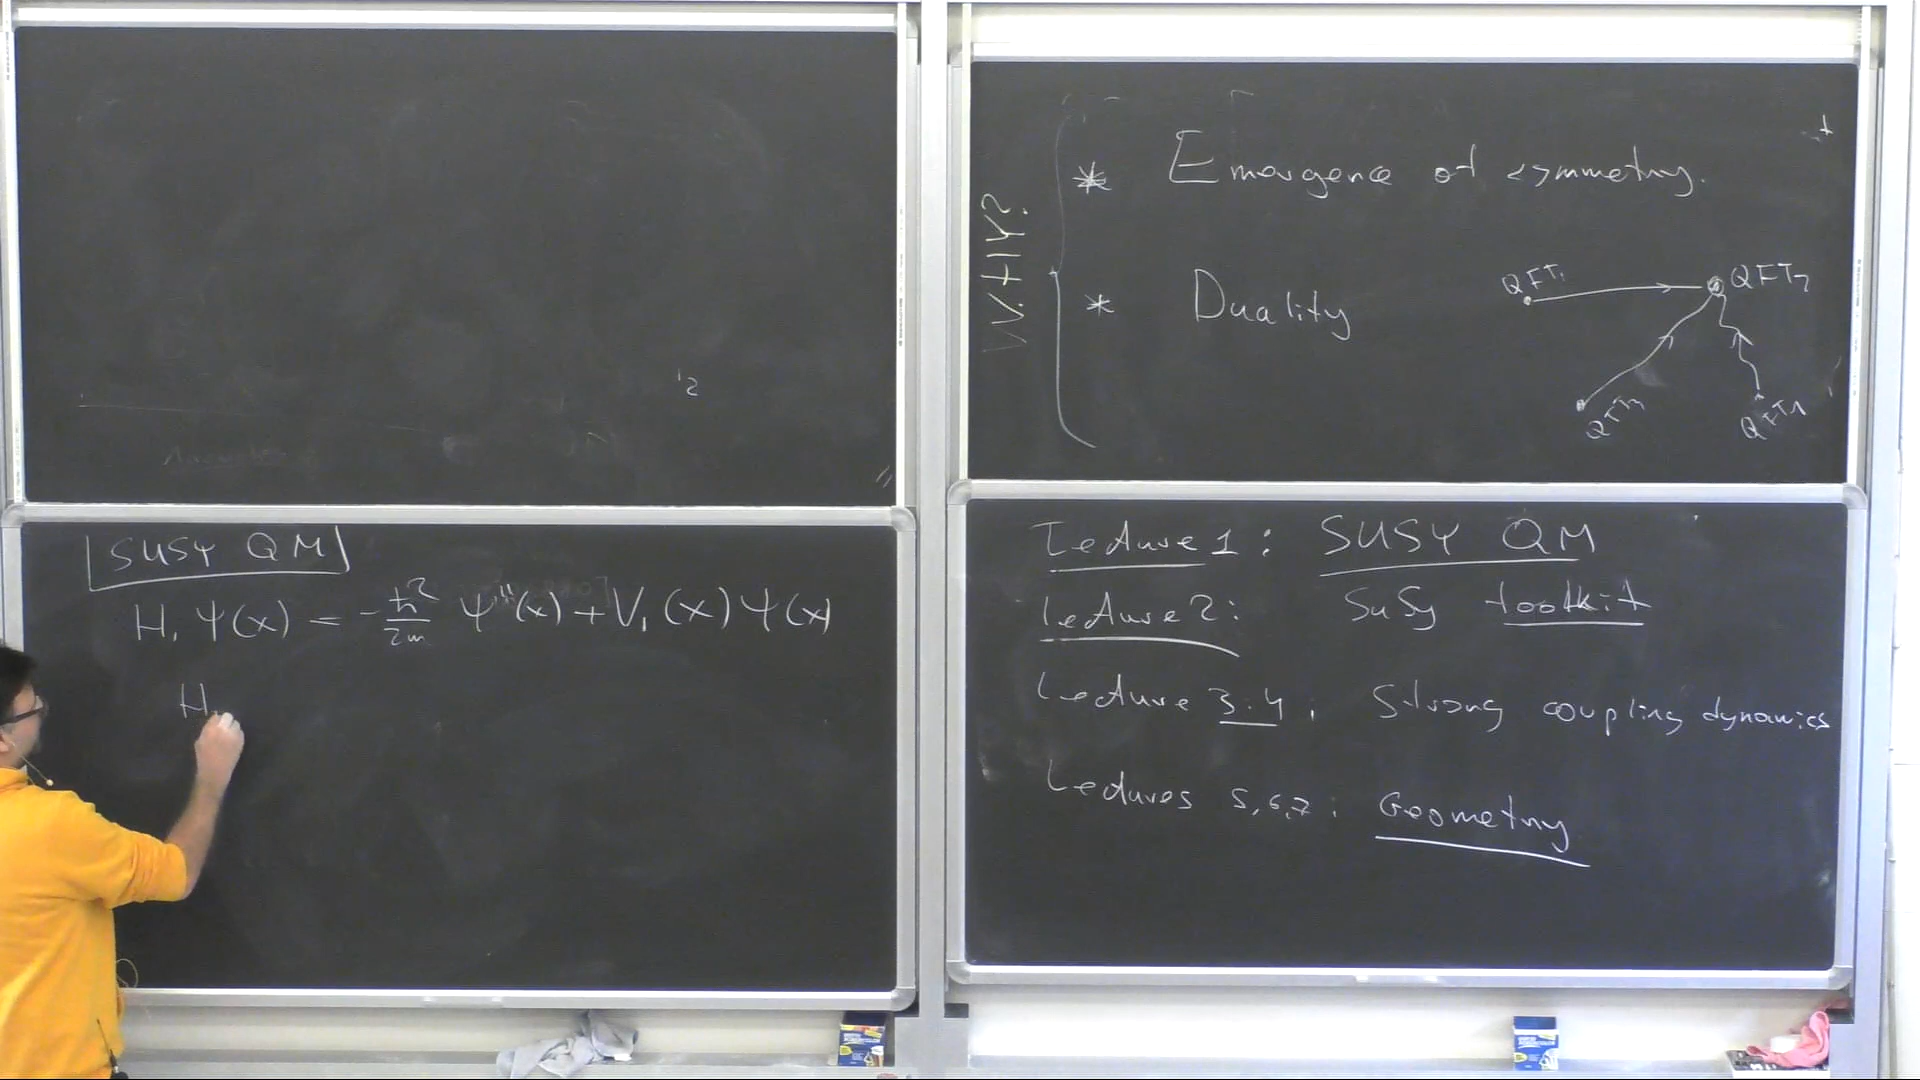 SUSY QM
H₁ Ψ(x) = -ħ²/2m Ψ''(x) + V₁(x) Ψ(x)
H₁
WHY?
* Emergence of symmetry.
* Duality
QFT₁
QFT₂
QFT₃
Lecture 1: SUSY QM
Lecture 2: SuSy toolkit
Lecture 3-4: Strong coupling dynamics
Lectures 5,6,7: Geometry